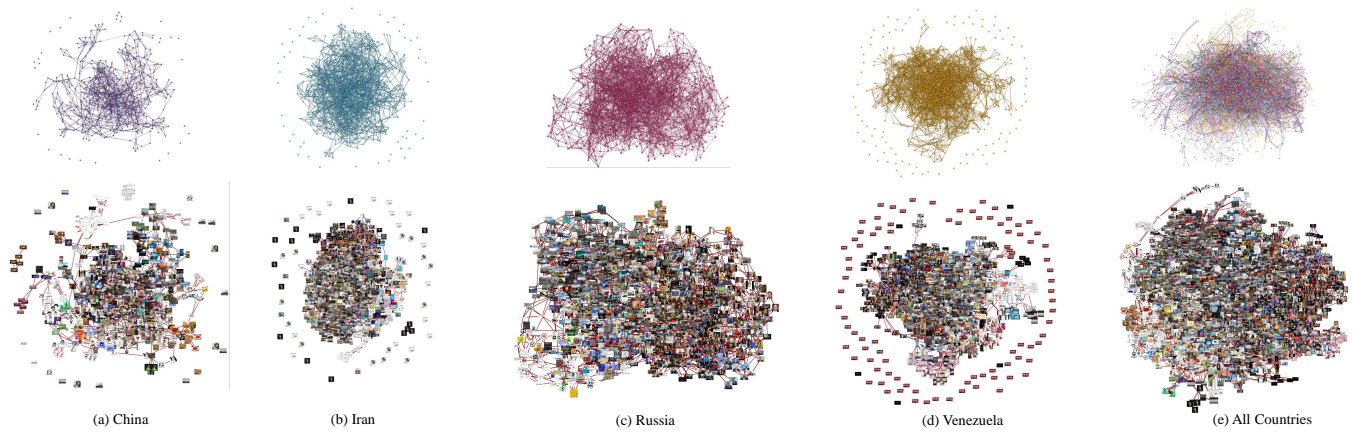 (a) China
(b) Iran
(c) Russia
(d) Venezuela
(e) All Countries